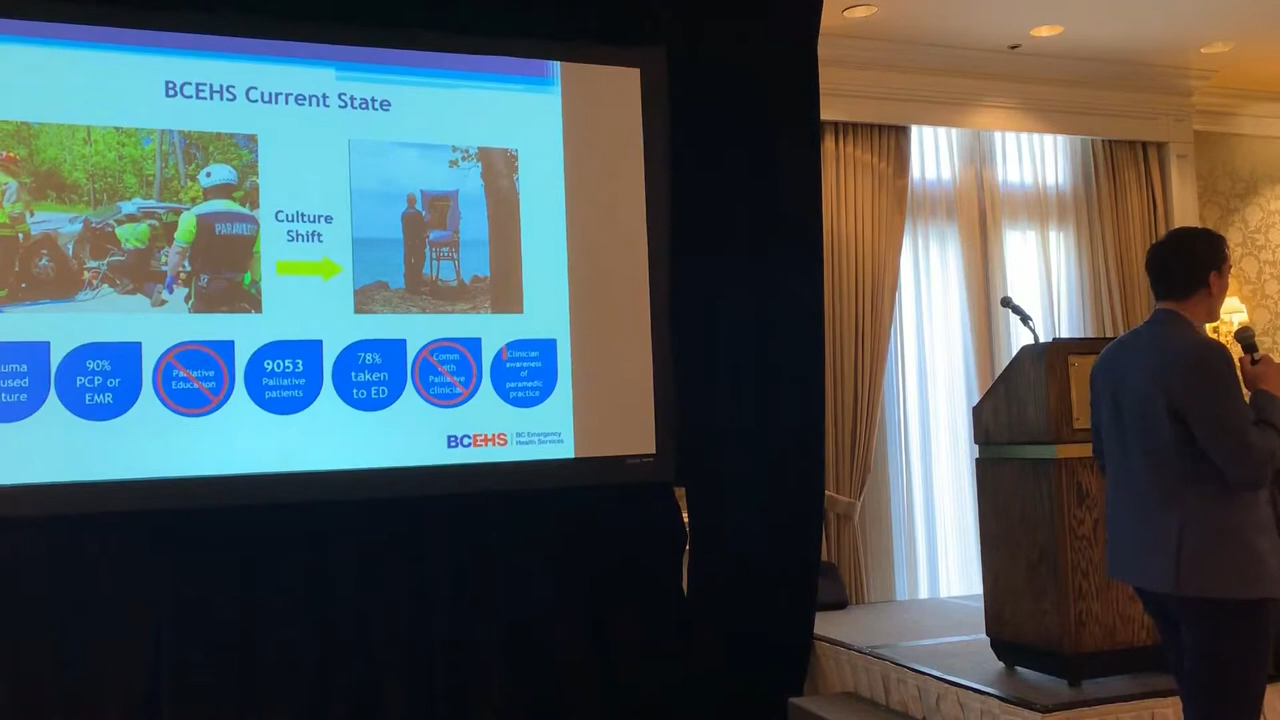 BCEHS Current State
PARAMEDIC
Culture
Shift
uma
used
ture
90%
PCP or
EMR
Palliative
Education
9053
Palliative
patients
78%
taken
to ED
Comm
with
Palliative
clinician
Clinician
awareness
of
paramedic
practice
BCEHS
BC Emergency
Health Services